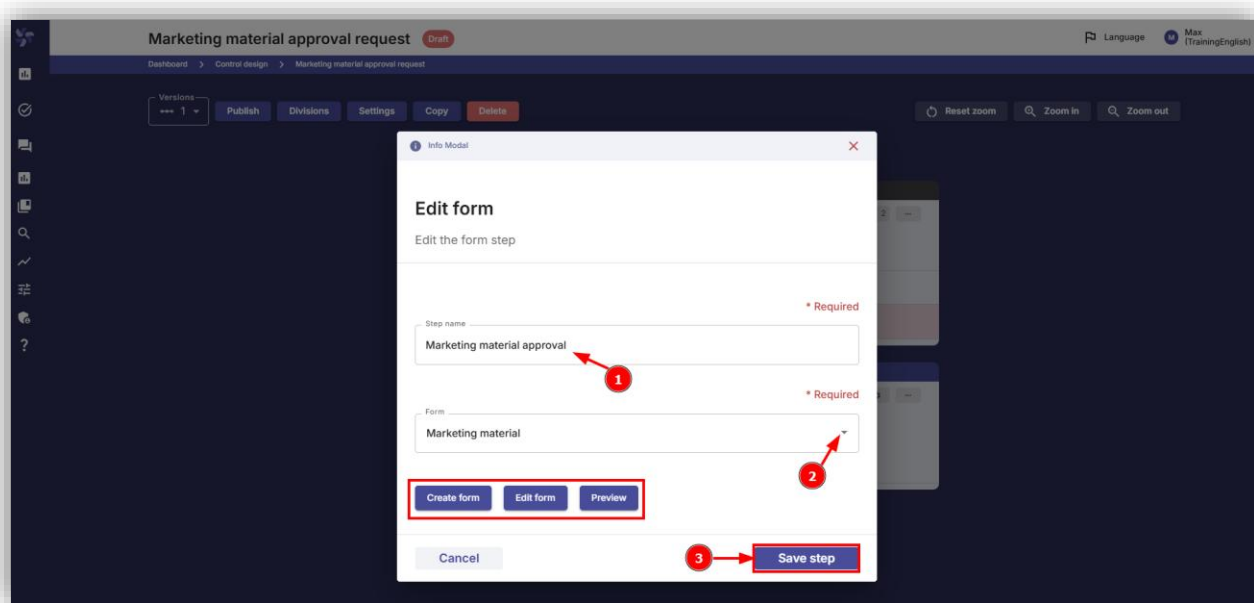 Marketing material approval request Draft
Language M Max
(TrainingEnglish)
Dashboard > Control design > Marketing material approval request
Versions
1 Publish Divisions Settings Copy Delete Reset zoom Zoom in Zoom out
Info Modal
Edit form
2
Edit the form step
* Required
Step name
Marketing material approval
1
* Required
Form
Marketing material
2
Create form Edit form Preview
Cancel 3 Save step
?